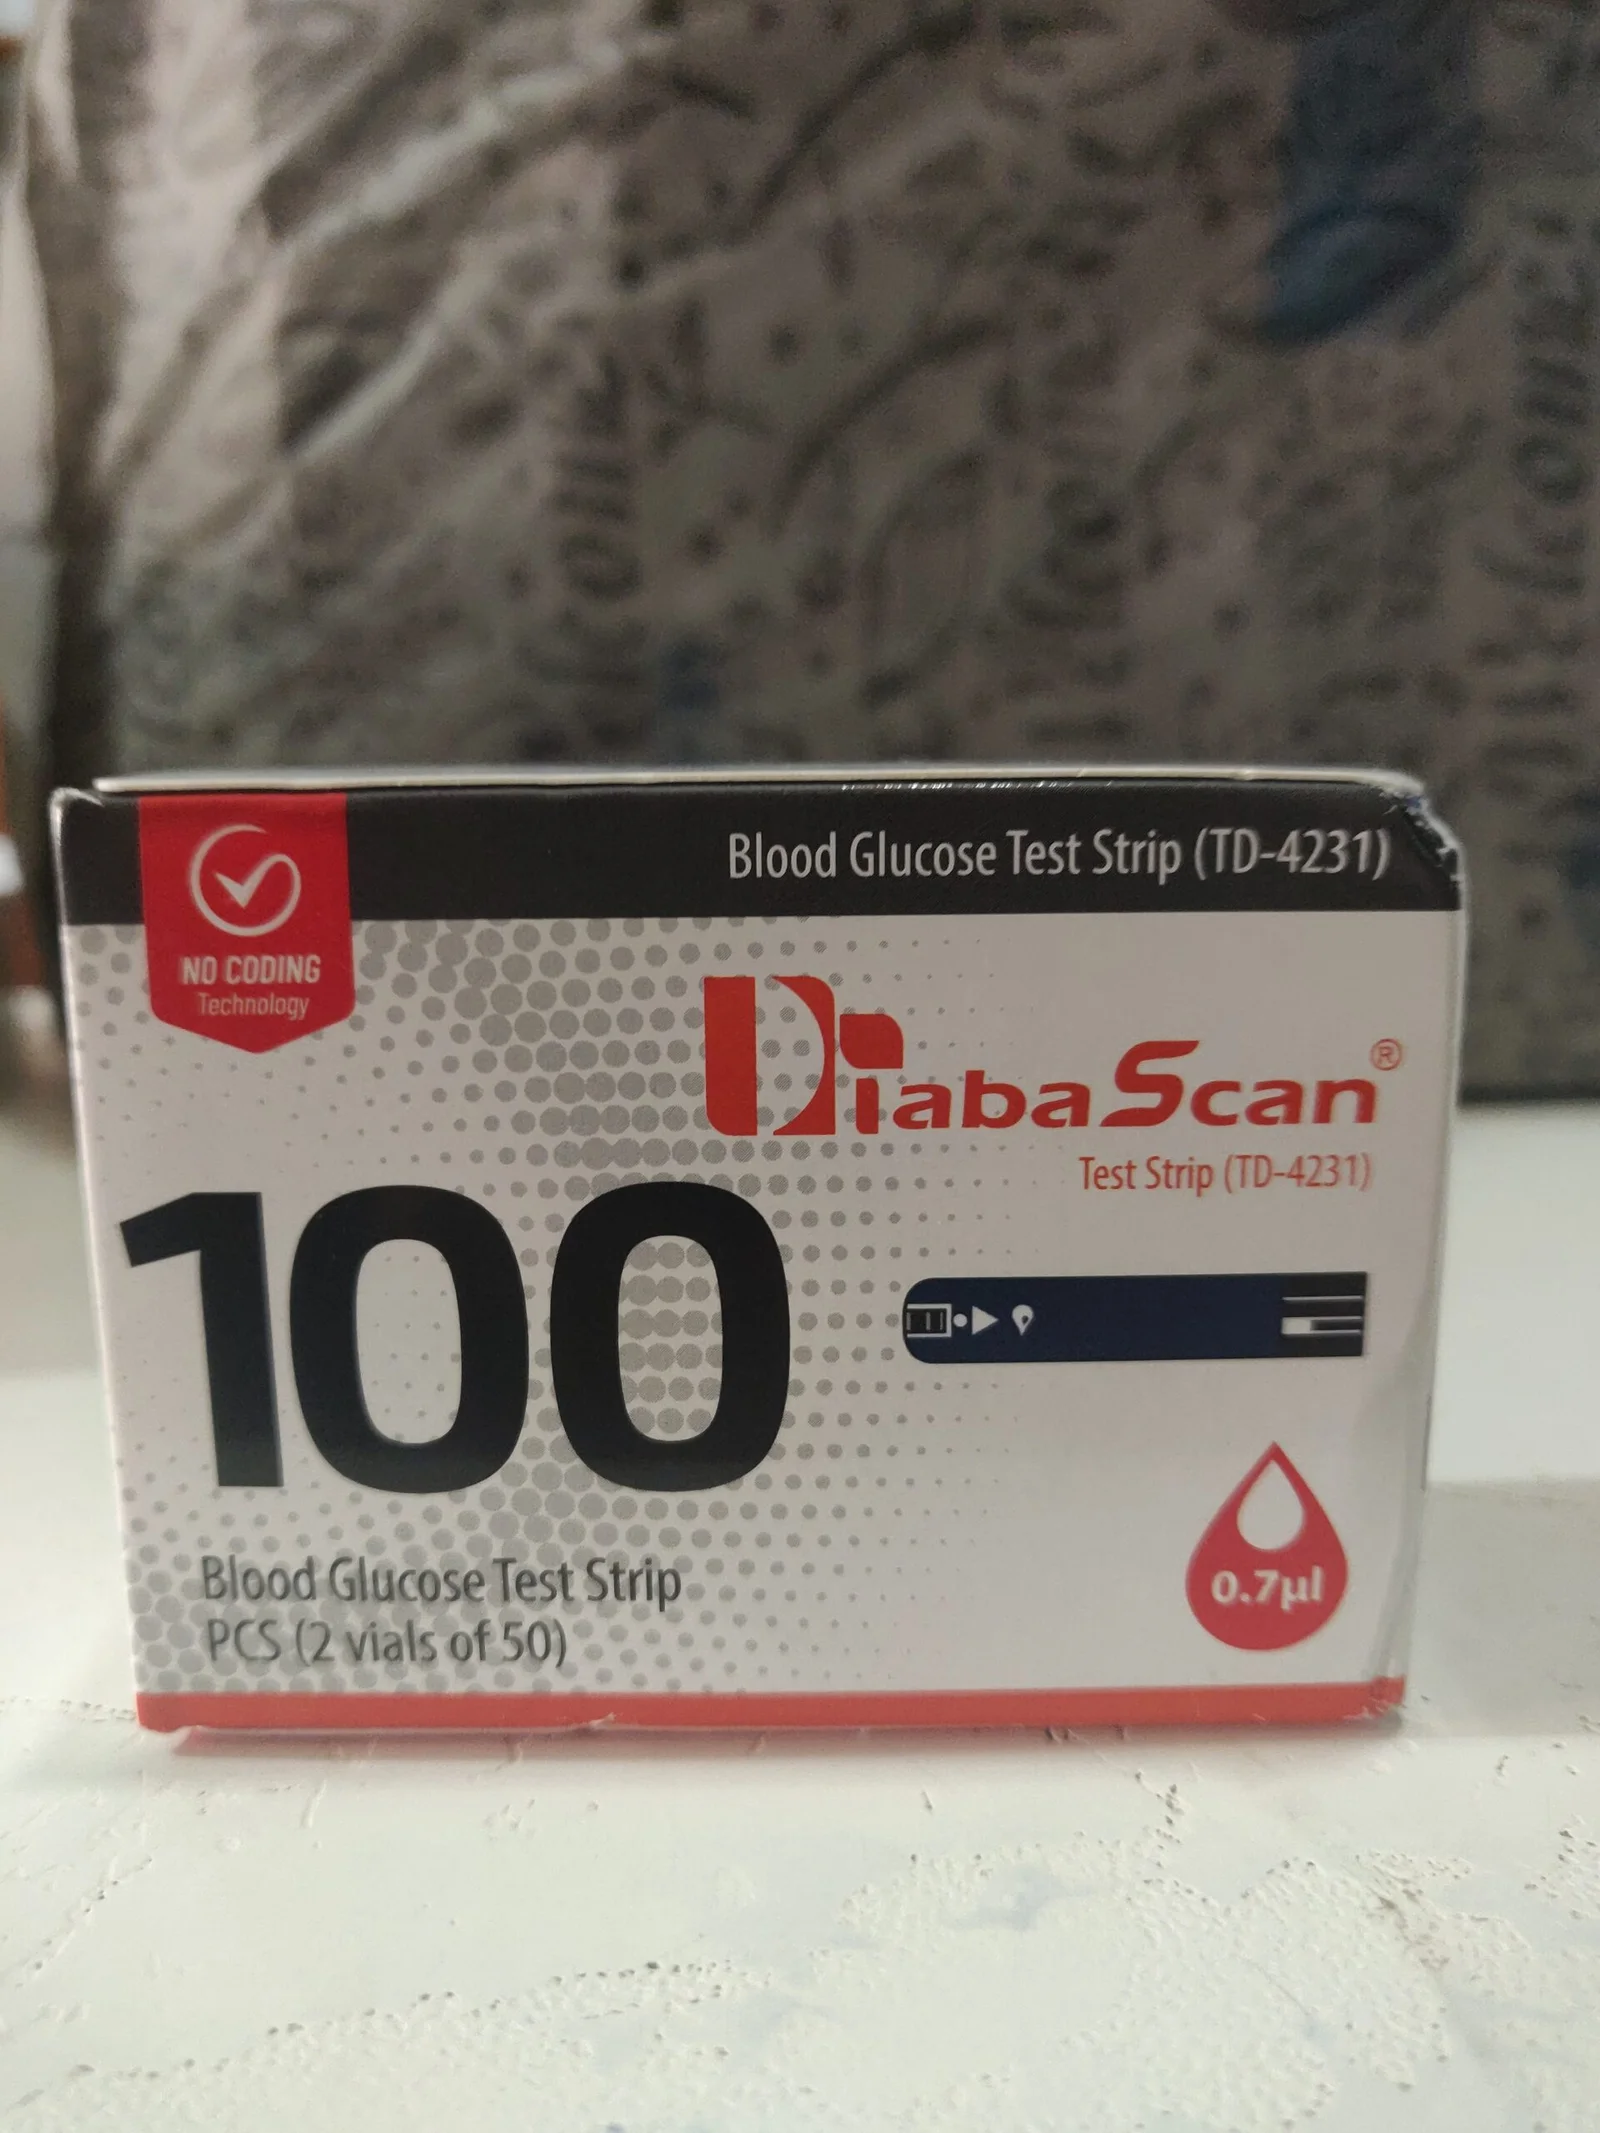 Blood Glucose Test Strip (TD-4231)
NO CODING
Technology
DiabaScan®
Test Strip (TD-4231)
100
0.7µl
Blood Glucose Test Strip
PCS (2 vials of 50)